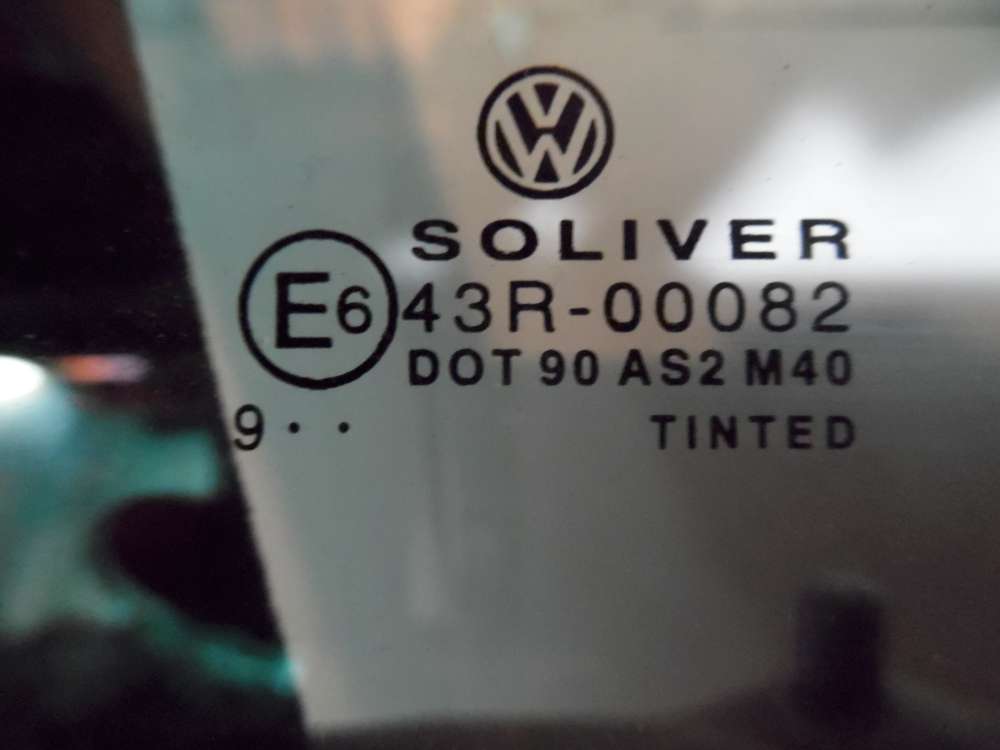 VW
SOLIVER
E6 43R-00082
DOT 90 AS2 M40
9 · · TINTED